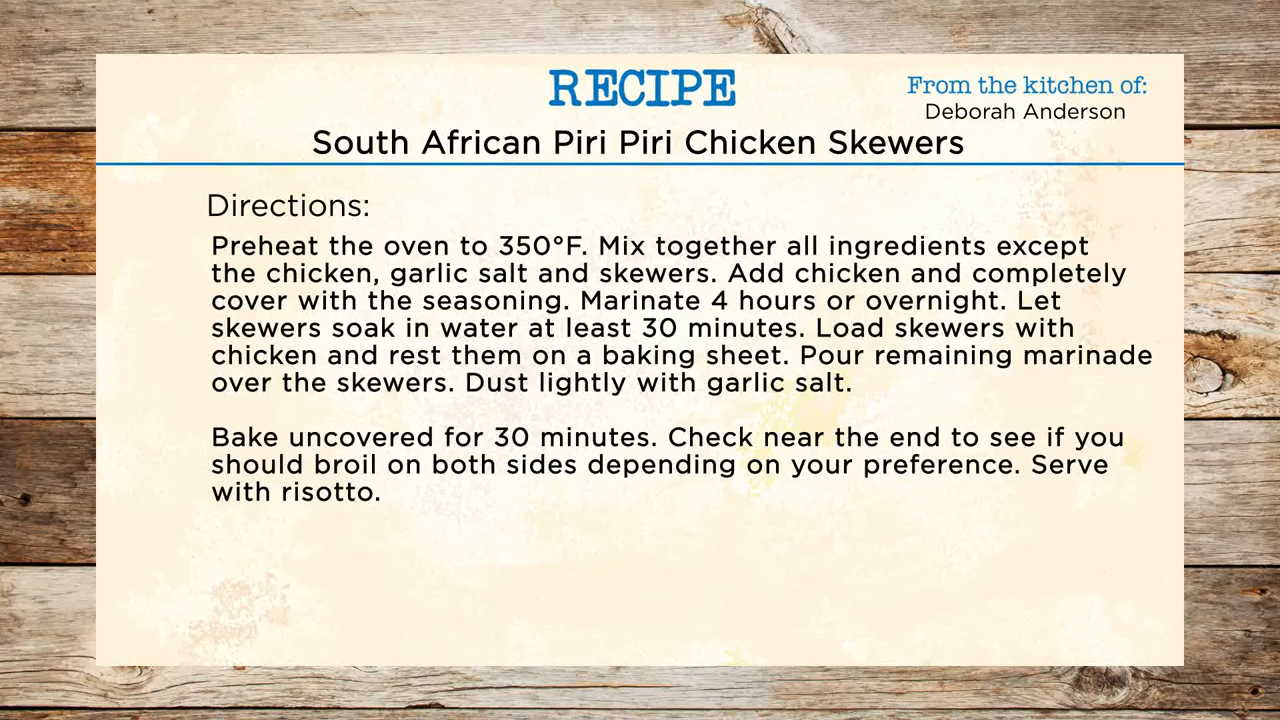 RECIPE
From the kitchen of:
Deborah Anderson
South African Piri Piri Chicken Skewers
Directions:
Preheat the oven to 350°F. Mix together all ingredients except
the chicken, garlic salt and skewers. Add chicken and completely
cover with the seasoning. Marinate 4 hours or overnight. Let
skewers soak in water at least 30 minutes. Load skewers with
chicken and rest them on a baking sheet. Pour remaining marinade
over the skewers. Dust lightly with garlic salt.
Bake uncovered for 30 minutes. Check near the end to see if you
should broil on both sides depending on your preference. Serve
with risotto.